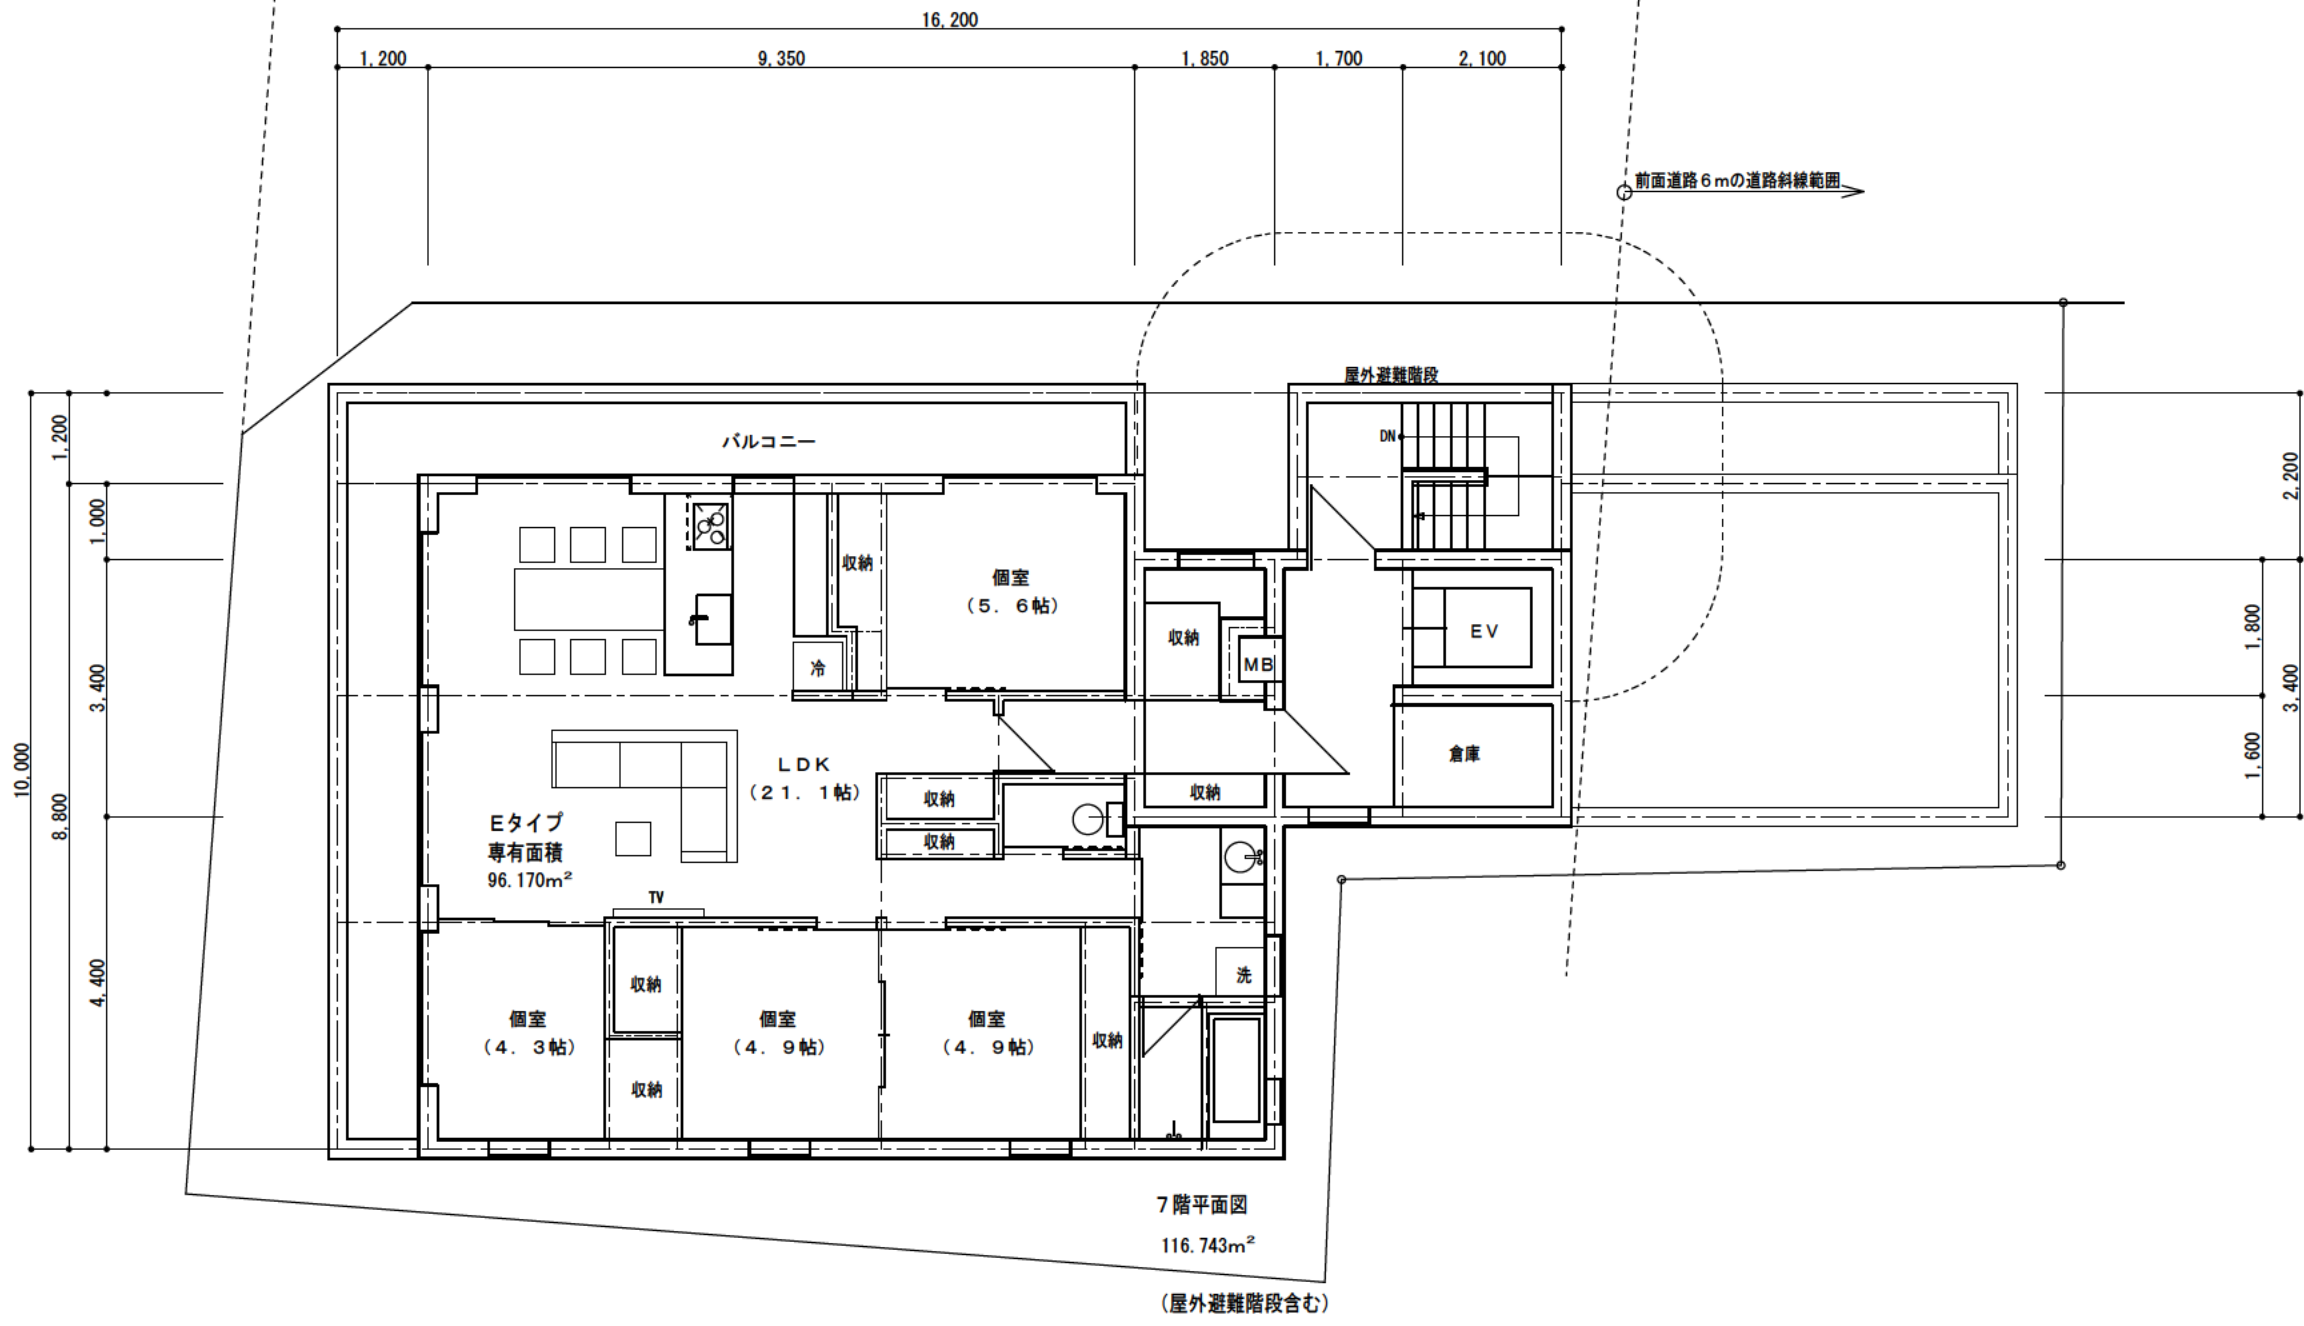 16,200
1,200
9,350
1,850
1,700
2,100
前面道路６mの道路斜線範囲
屋外避難階段
バルコニー
DN
1,200
1,000
3,400
10,000
8,800
4,400
2,200
1,800
3,400
1,600
収納
個室
（５．６帖）
収納
ＭＢ
ＥＶ
冷
倉庫
ＬＤＫ
（２１．１帖）
収納
収納
収納
Ｅタイプ
専有面積
96.170m²
TV
洗
収納
個室
（４．３帖）
個室
（４．９帖）
個室
（４．９帖）
収納
収納
７階平面図
116.743m²
（屋外避難階段含む）